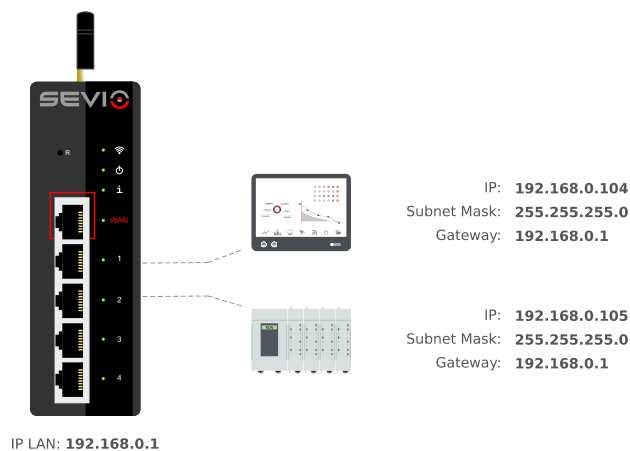 SEVIO
R
i
WAN
1
2
3
4
IP LAN: 192.168.0.1
IP: 192.168.0.104
Subnet Mask: 255.255.255.0
Gateway: 192.168.0.1
IP: 192.168.0.105
Subnet Mask: 255.255.255.0
Gateway: 192.168.0.1